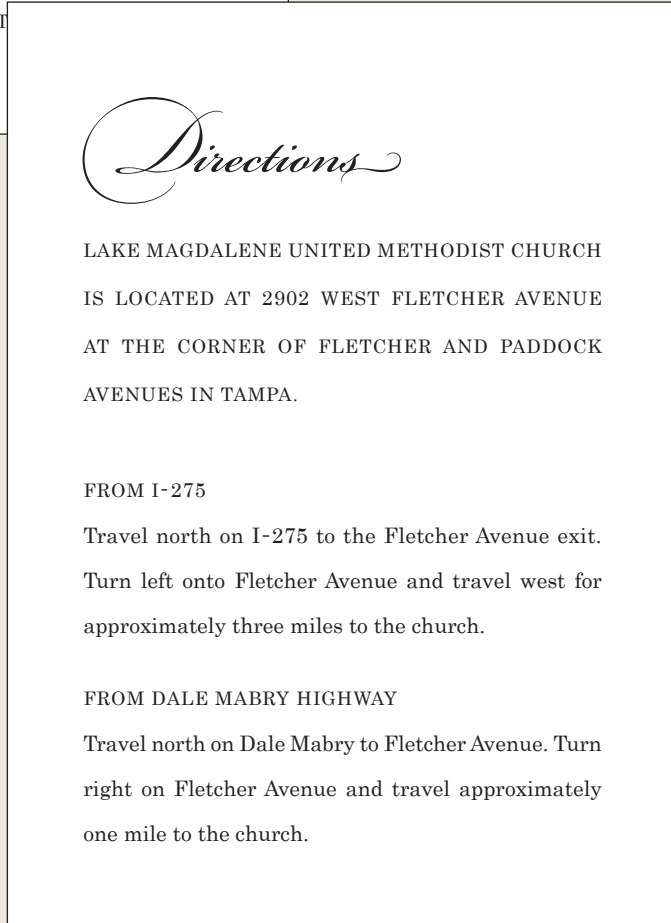 Directions
LAKE MAGDALENE UNITED METHODIST CHURCH
IS LOCATED AT 2902 WEST FLETCHER AVENUE
AT THE CORNER OF FLETCHER AND PADDOCK
AVENUES IN TAMPA.
FROM I-275
Travel north on I-275 to the Fletcher Avenue exit.
Turn left onto Fletcher Avenue and travel west for
approximately three miles to the church.
FROM DALE MABRY HIGHWAY
Travel north on Dale Mabry to Fletcher Avenue. Turn
right on Fletcher Avenue and travel approximately
one mile to the church.